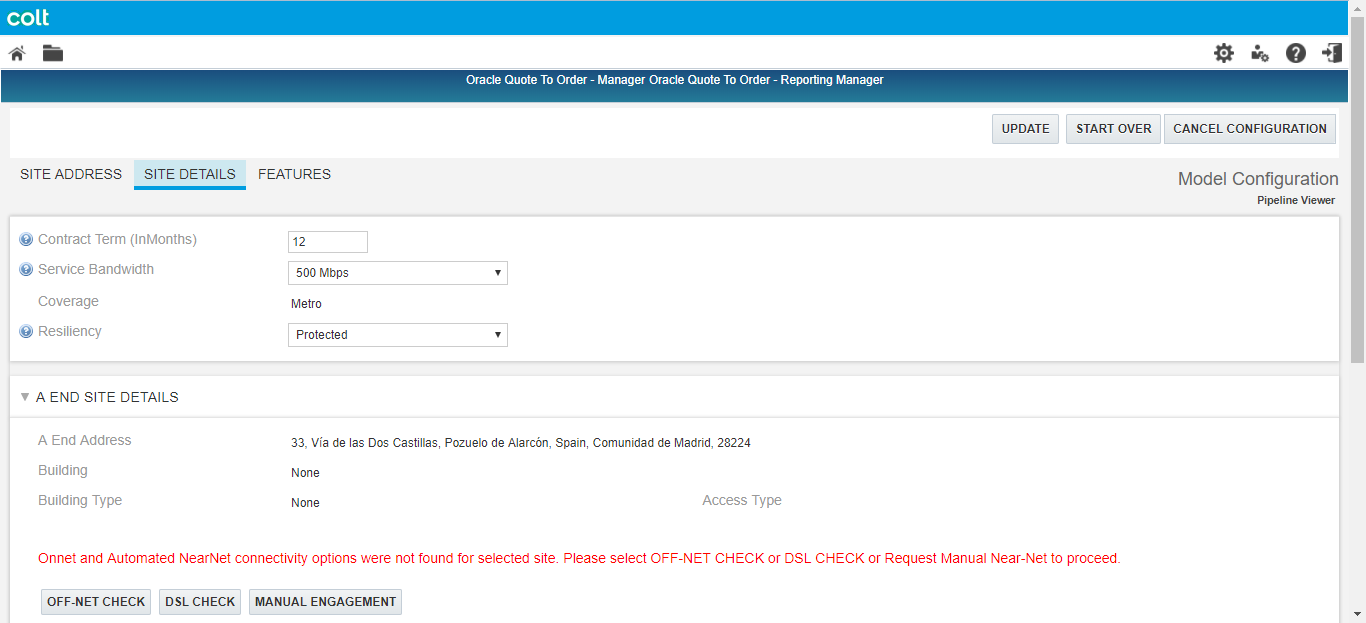 colt
Oracle Quote To Order - Manager Oracle Quote To Order - Reporting Manager
UPDATE START OVER CANCEL CONFIGURATION
SITE ADDRESS SITE DETAILS FEATURES
Model Configuration
Pipeline Viewer
Contract Term (InMonths) 12
Service Bandwidth 500 Mbps
Coverage Metro
Resiliency Protected
A END SITE DETAILS
A End Address 33, Vía de las Dos Castillas, Pozuelo de Alarcón, Spain, Comunidad de Madrid, 28224
Building None
Building Type None Access Type
Onnet and Automated NearNet connectivity options were not found for selected site. Please select OFF-NET CHECK or DSL CHECK or Request Manual Near-Net to proceed.
OFF-NET CHECK DSL CHECK MANUAL ENGAGEMENT